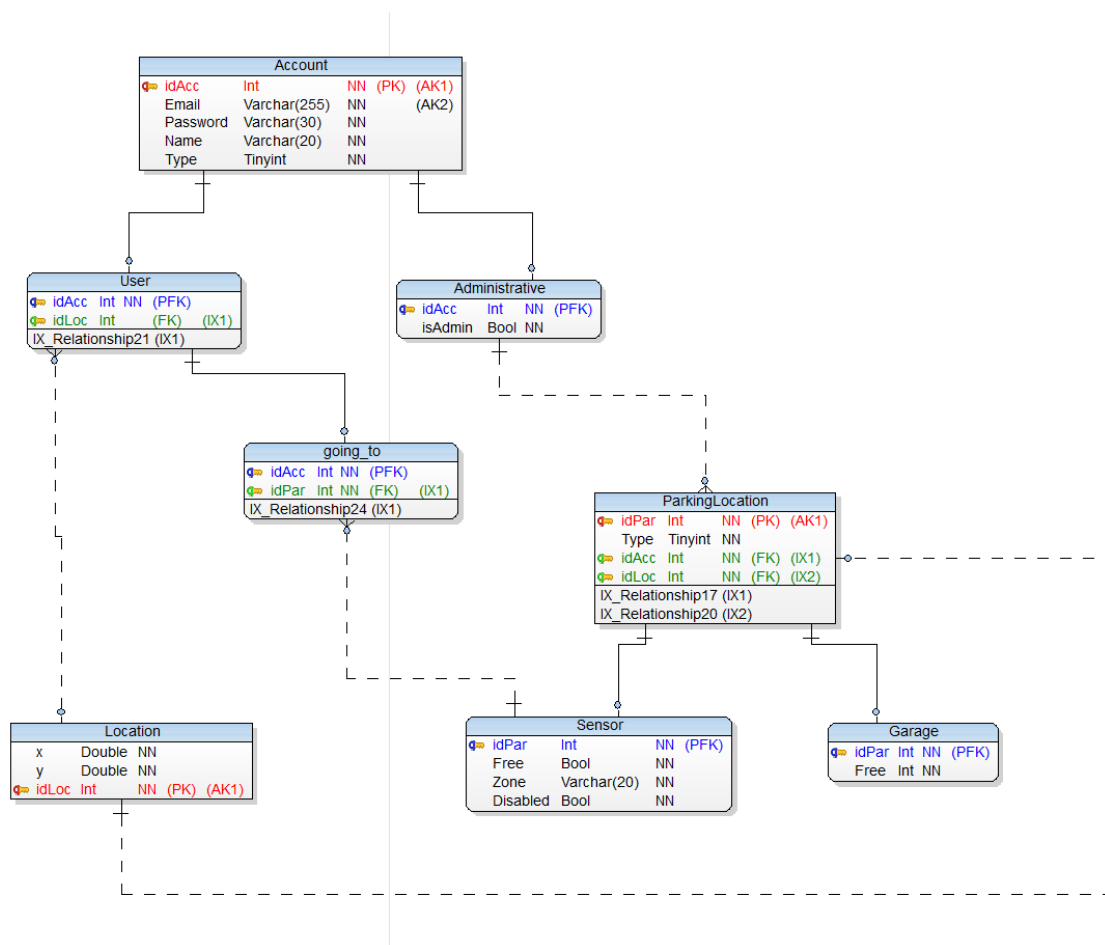 Account
idAcc Int NN (PK) (AK1)
Email Varchar(255) NN (AK2)
Password Varchar(30) NN
Name Varchar(20) NN
Type Tinyint NN
User
idAcc Int NN (PFK)
idLoc Int (FK) (IX1)
IX_Relationship21 (IX1)
Administrative
idAcc Int NN (PFK)
isAdmin Bool NN
going_to
idAcc Int NN (PFK)
idPar Int NN (FK) (IX1)
IX_Relationship24 (IX1)
ParkingLocation
idPar Int NN (PK) (AK1)
Type Tinyint NN
idAcc Int NN (FK) (IX1)
idLoc Int NN (FK) (IX2)
IX_Relationship17 (IX1)
IX_Relationship20 (IX2)
Location
x Double NN
y Double NN
idLoc Int NN (PK) (AK1)
Sensor
idPar Int NN (PFK)
Free Bool NN
Zone Varchar(20) NN
Disabled Bool NN
Garage
idPar Int NN (PFK)
Free Int NN